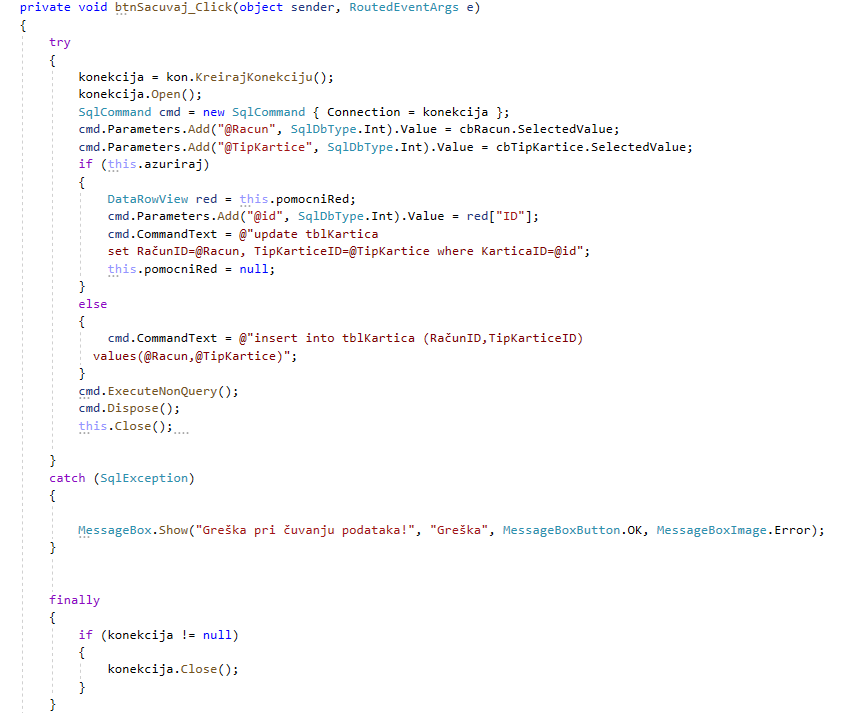 private void btnSacuvaj_Click(object sender, RoutedEventArgs e)
{
try
{
konekcija = kon.KreirajKonekciju();
konekcija.Open();
SqlCommand cmd = new SqlCommand { Connection = konekcija };
cmd.Parameters.Add("@Racun", SqlDbType.Int).Value = cbRacun.SelectedValue;
cmd.Parameters.Add("@TipKartice", SqlDbType.Int).Value = cbTipKartice.SelectedValue;
if (this.azuriraj)
{
DataRowView red = this.pomocniRed;
cmd.Parameters.Add("@id", SqlDbType.Int).Value = red["ID"];
cmd.CommandText = @"update tblKartica
set RačunID=@Racun, TipKarticeID=@TipKartice where KarticaID=@id";
this.pomocniRed = null;
}
else
{
cmd.CommandText = @"insert into tblKartica (RačunID,TipKarticeID)
values(@Racun,@TipKartice)";
}
cmd.ExecuteNonQuery();
cmd.Dispose();
this.Close();
}
catch (SqlException)
{
MessageBox.Show("Greška pri čuvanju podataka!", "Greška", MessageBoxButton.OK, MessageBoxImage.Error);
}
finally
{
if (konekcija != null)
{
konekcija.Close();
}
}